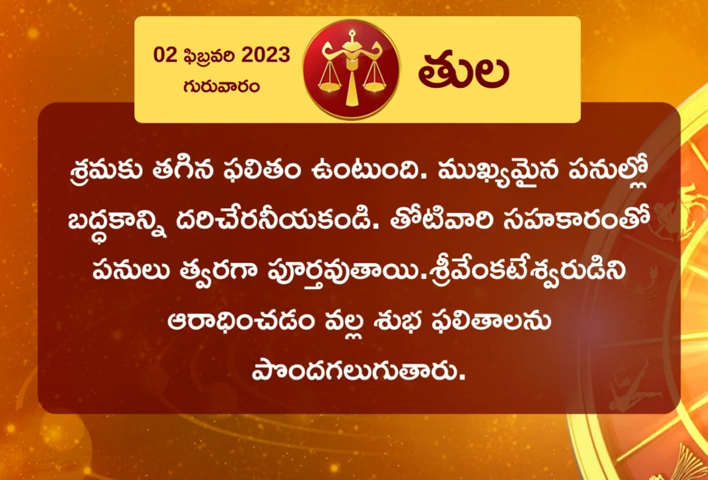 02 ఫిబ్రవరి 2023
గురువారం
తుల
శ్రమకు తగిన ఫలితం ఉంటుంది. ముఖ్యమైన పనుల్లో
బద్ధకాన్ని దరిచేరనీయకండి. తోటివారి సహకారంతో
పనులు త్వరగా పూర్తవుతాయి.శ్రీవేంకటేశ్వరుడిని
ఆరాధించడం వల్ల శుభ ఫలితాలను
పొందగలుగుతారు.